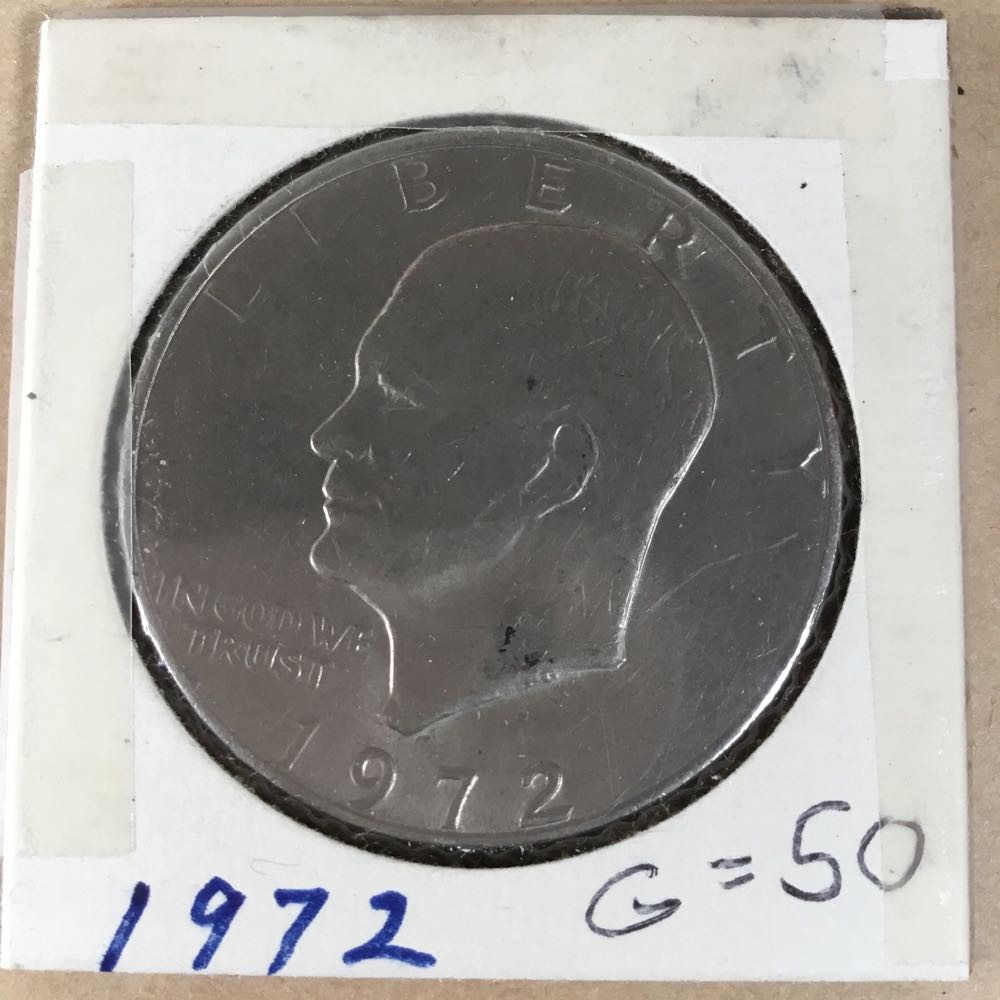 LIBERTY
IN GOD WE
TRUST
1972
1972
G = 50